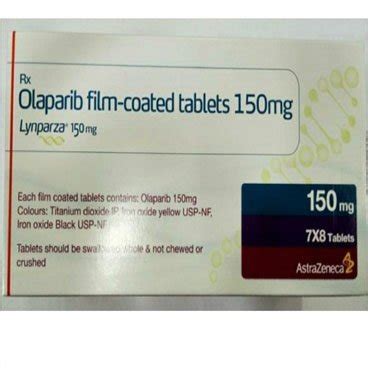 Rx
Olaparib film-coated tablets 150mg
Lynparza® 150mg
Each film coated tablets contains: Olaparib 150mg
Colours: Titanium dioxide IP, Iron oxide yellow USP-NF,
Iron oxide Black USP-NF
Tablets should be swallowed whole & not chewed or
crushed
150 mg
7X8 Tablets
AstraZeneca